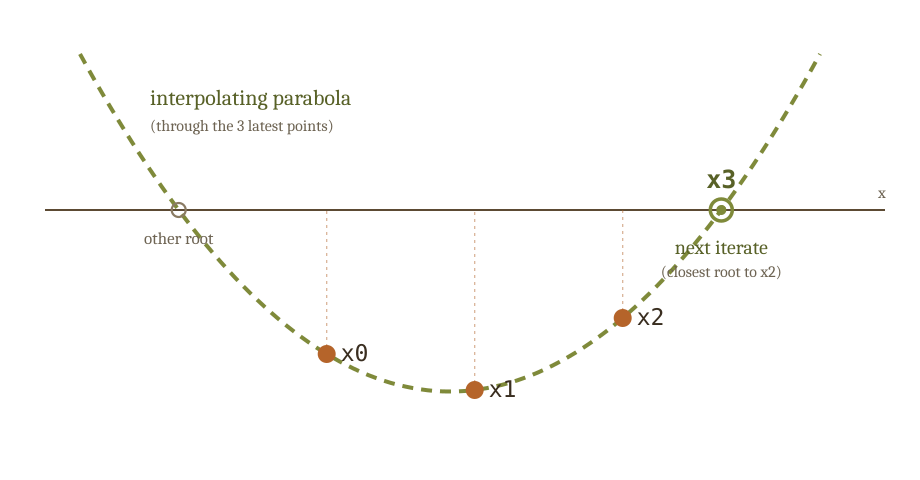 interpolating parabola
(through the 3 latest points)
x3
x
other root
next iterate
(closest root to x2)
x2
x0
x1